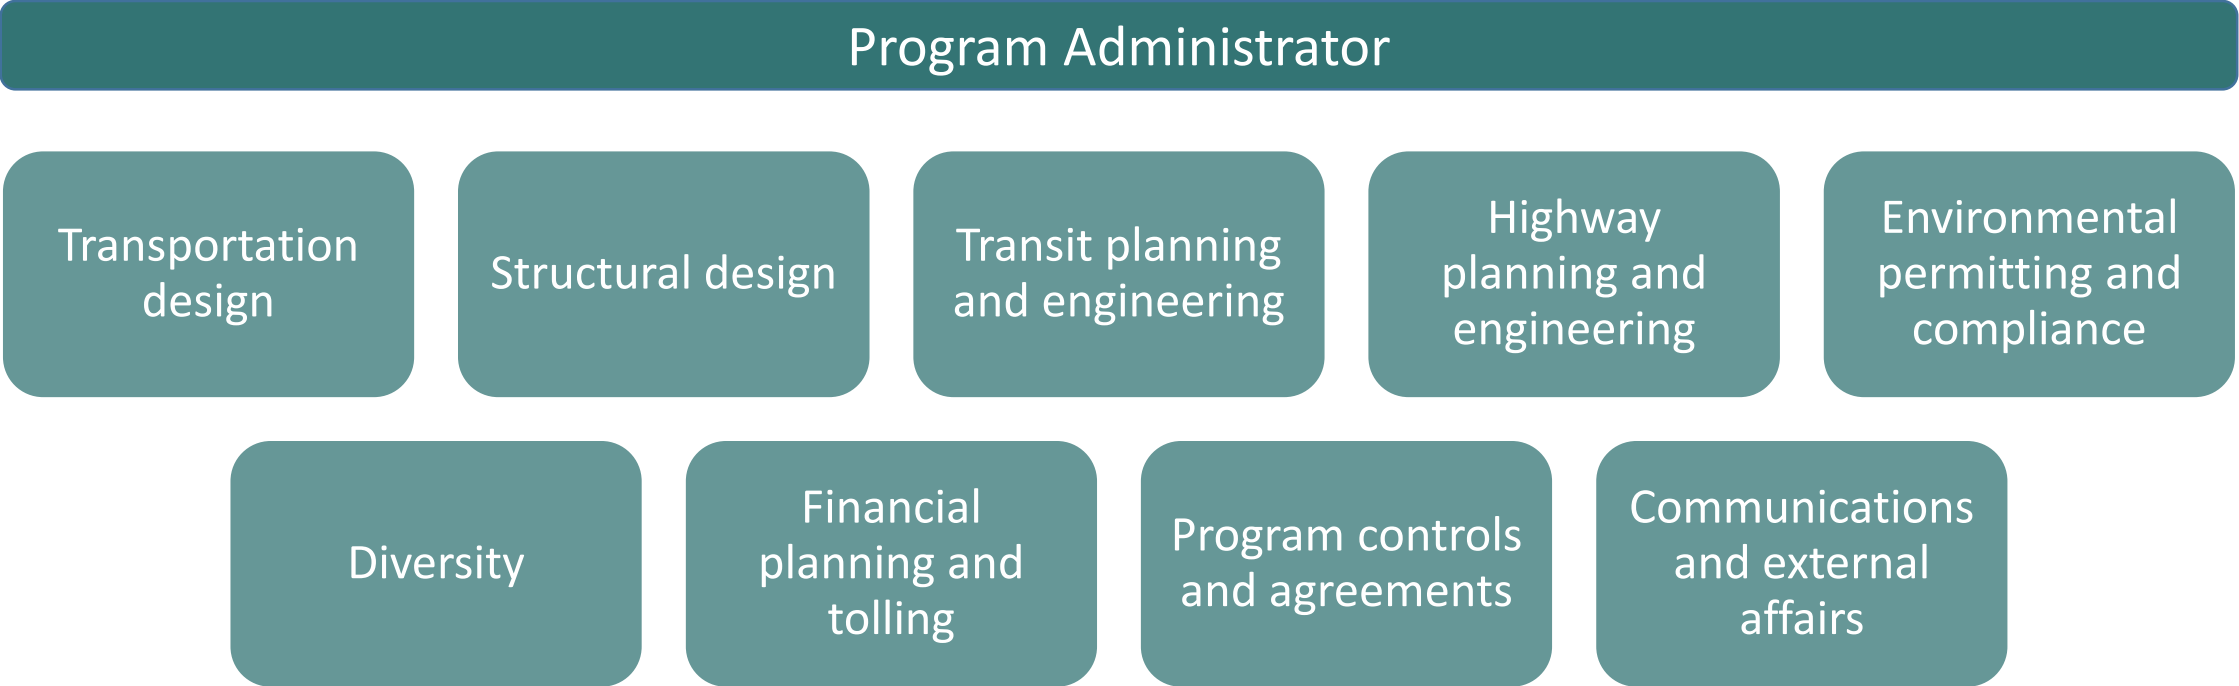 Program Administrator
Transportation
design
Structural design
Transit planning
and engineering
Highway
planning and
engineering
Environmental
permitting and
compliance
Diversity
Financial
planning and
tolling
Program controls
and agreements
Communications
and external
affairs